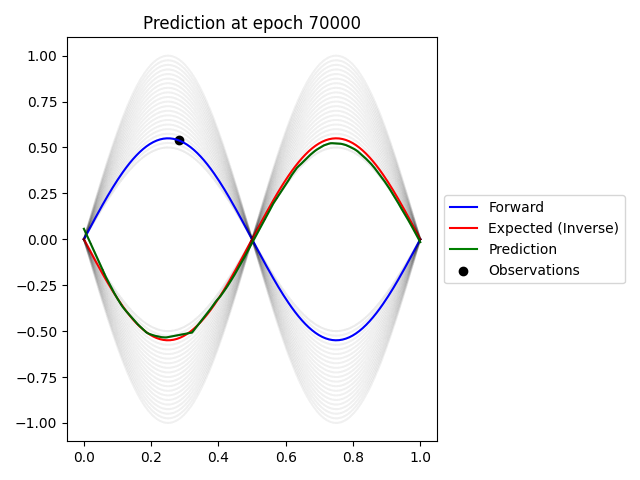 Prediction at epoch 70000
1.00
0.75
0.50
0.25
0.00
−0.25
−0.50
−0.75
−1.00
0.0 0.2 0.4 0.6 0.8 1.0
Forward
Expected (Inverse)
Prediction
Observations